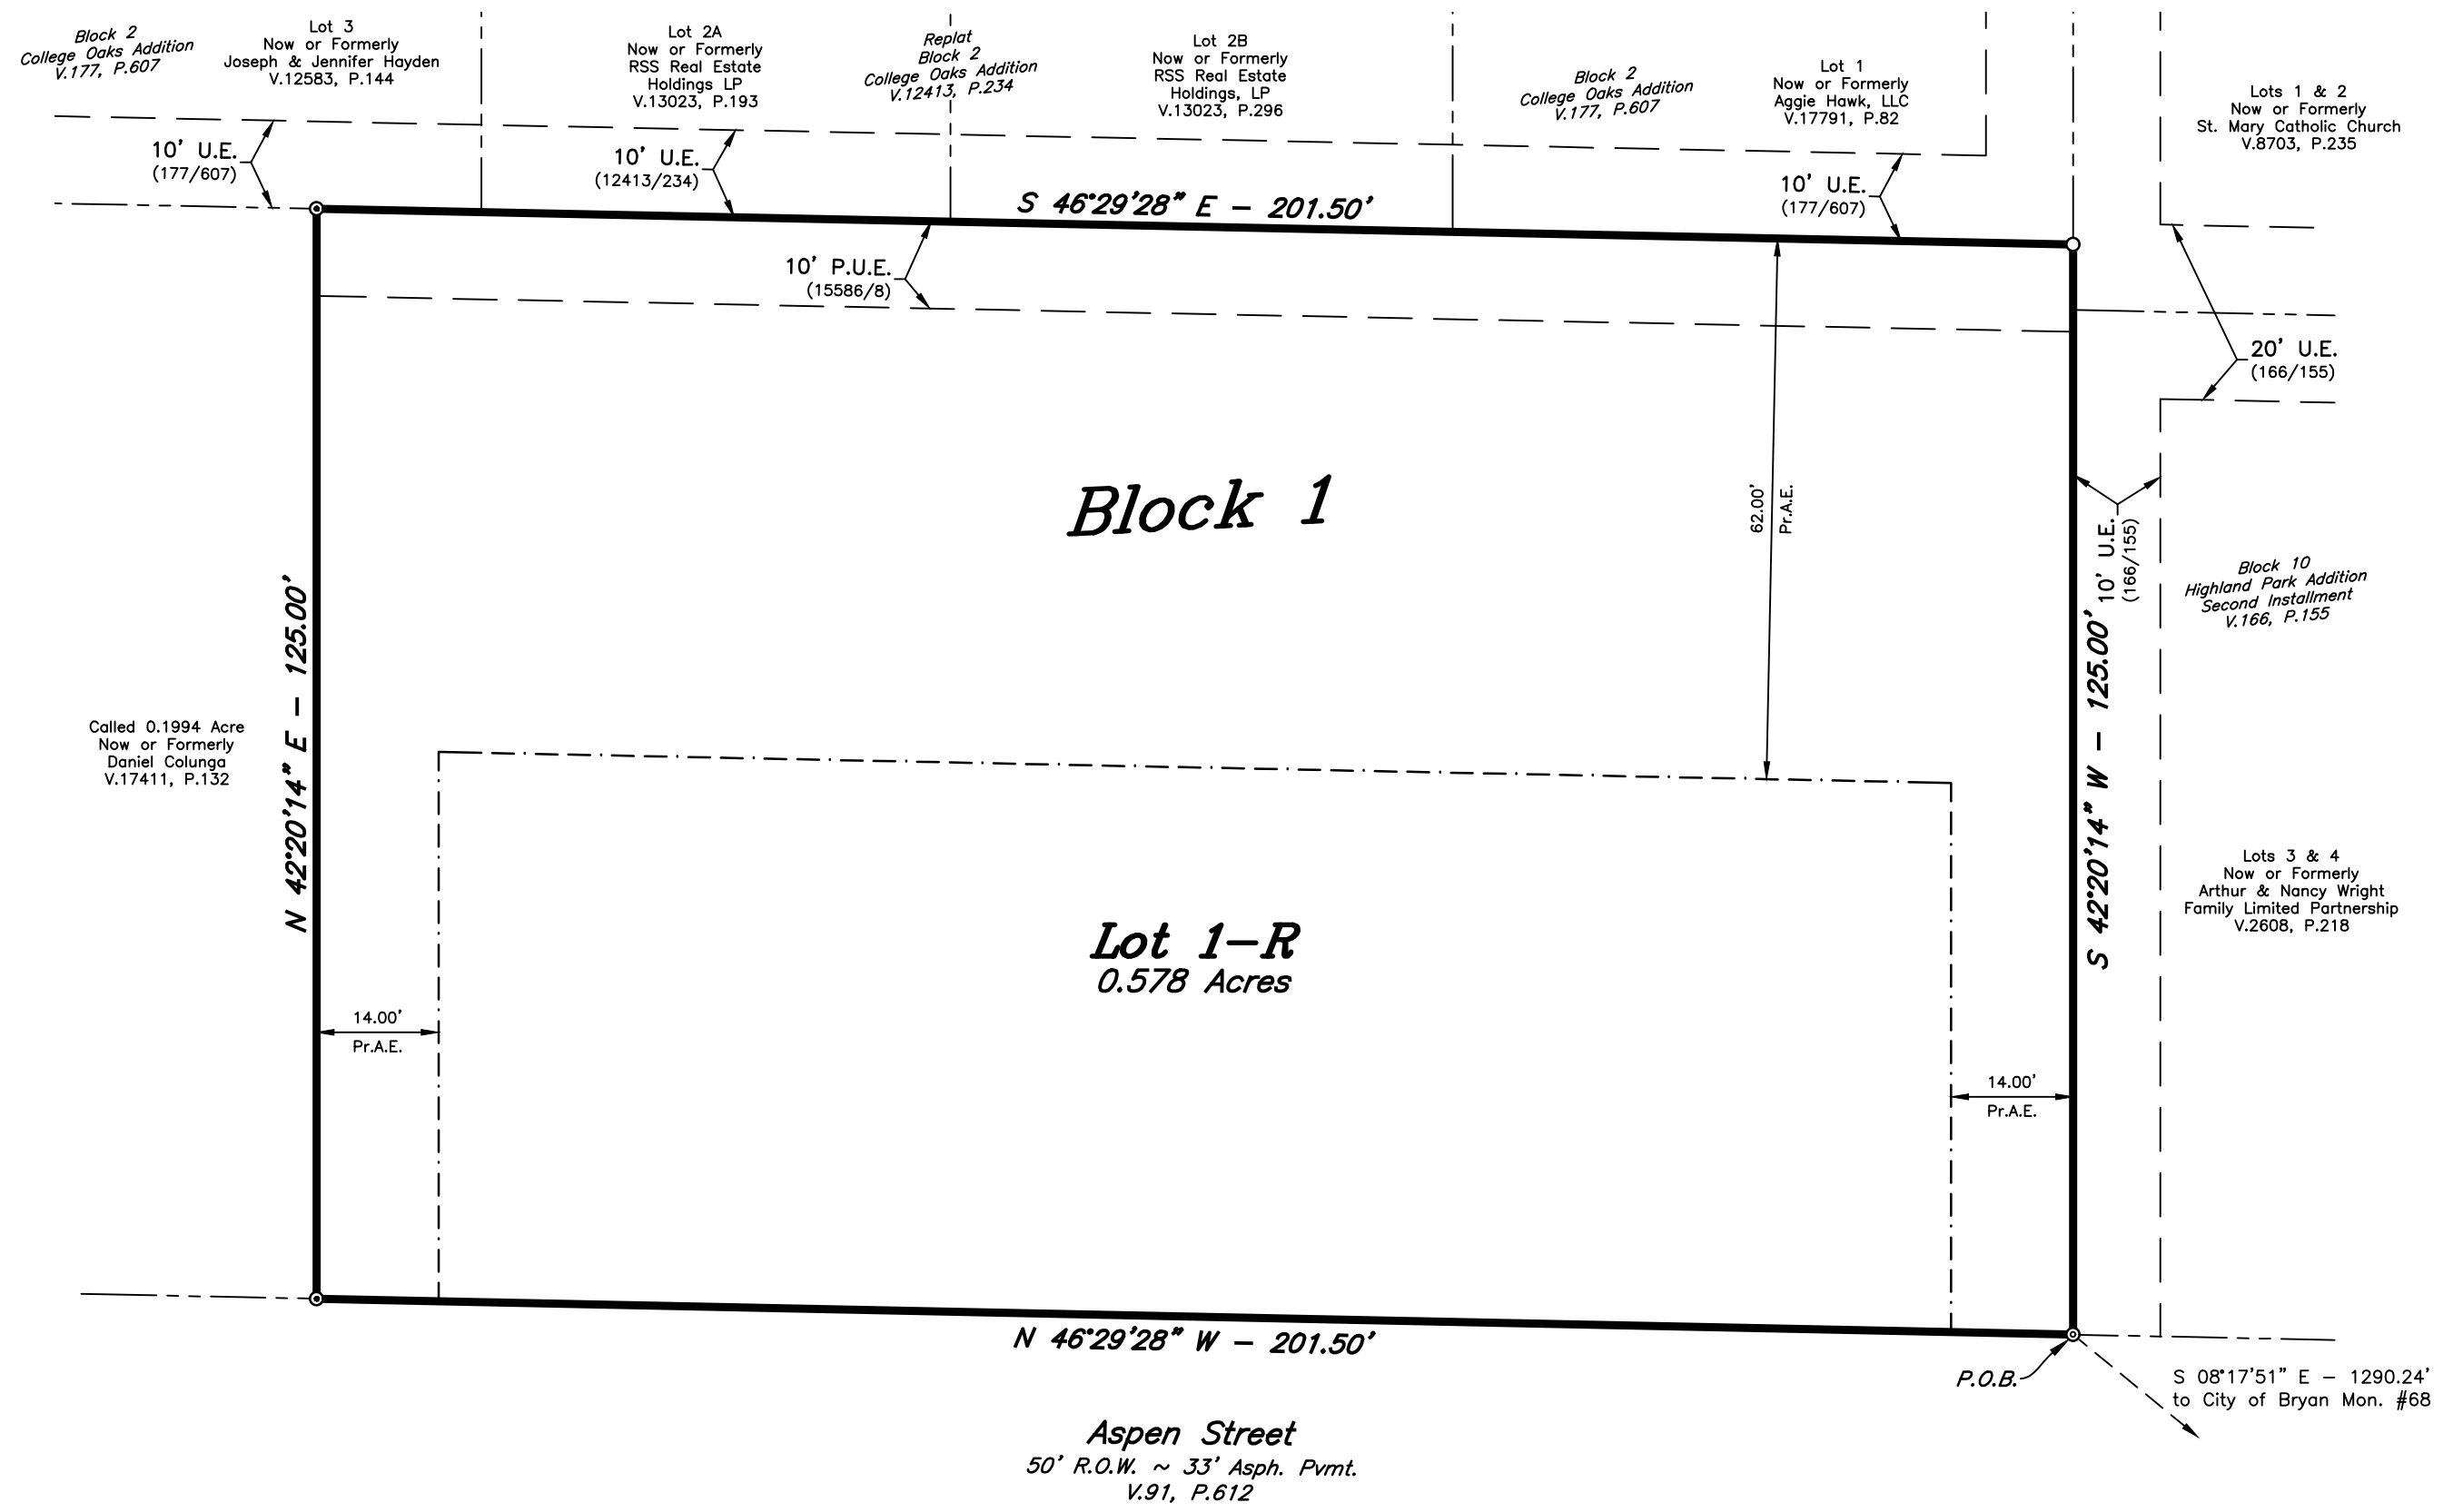 Block 2
College Oaks Addition
V.177, P.607
Lot 3
Now or Formerly
Joseph & Jennifer Hayden
V.12583, P.144
Lot 2A
Now or Formerly
RSS Real Estate
Holdings LP
V.13023, P.193
Replat
Block 2
College Oaks Addition
V.12413, P.234
Lot 2B
Now or Formerly
RSS Real Estate
Holdings, LP
V.13023, P.296
Block 2
College Oaks Addition
V.177, P.607
Lot 1
Now or Formerly
Aggie Hawk, LLC
V.17791, P.82
Lots 1 & 2
Now or Formerly
St. Mary Catholic Church
V.8703, P.235
10' U.E.
(177/607)
10' U.E.
(12413/234)
10' U.E.
(177/607)
S 46°29'28" E - 201.50'
10' P.U.E.
(15586/8)
20' U.E.
(166/155)
Block 1
62.00'
Pr.A.E.
10' U.E.
(166/155)
Block 10
Highland Park Addition
Second Installment
V.166, P.155
N 42°20'14" E - 125.00'
S 42°20'14" W - 125.00'
Called 0.1994 Acre
Now or Formerly
Daniel Colunga
V.17411, P.132
Lots 3 & 4
Now or Formerly
Arthur & Nancy Wright
Family Limited Partnership
V.2608, P.218
Lot 1-R
0.578 Acres
14.00'
Pr.A.E.
14.00'
Pr.A.E.
N 46°29'28" W - 201.50'
P.O.B.
S 08°17'51" E - 1290.24'
to City of Bryan Mon. #68
Aspen Street
50' R.O.W. ~ 33' Asph. Pvmt.
V.91, P.612